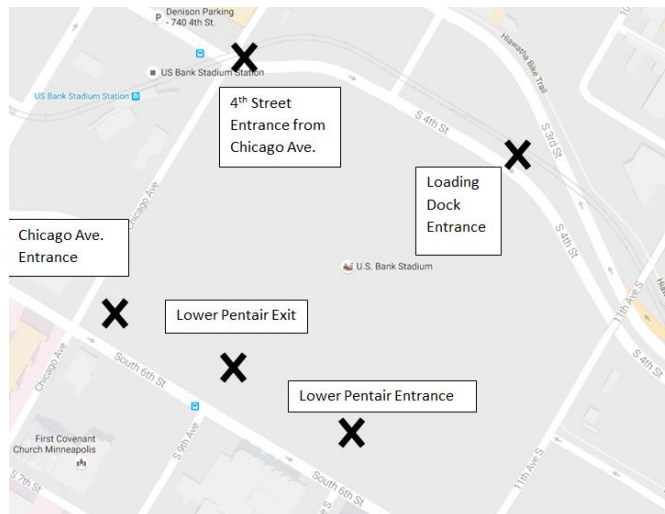 Denison Parking
- 740 4th St.
US Bank Stadium Station
US Bank Stadium Station
4th Street
Entrance from
Chicago Ave.
Hiawatha Bike Trail
S 4th St
S 3rd St
Loading
Dock
Entrance
Chicago Ave
Chicago Ave.
Entrance
S 4th St
U.S. Bank Stadium
11th Ave S
Lower Pentair Exit
Chicago Ave
South 6th St
S 4th St
Lower Pentair Entrance
First Covenant
Church Minneapolis
S 9th Ave
11th Ave S
S 7th St
South 6th St